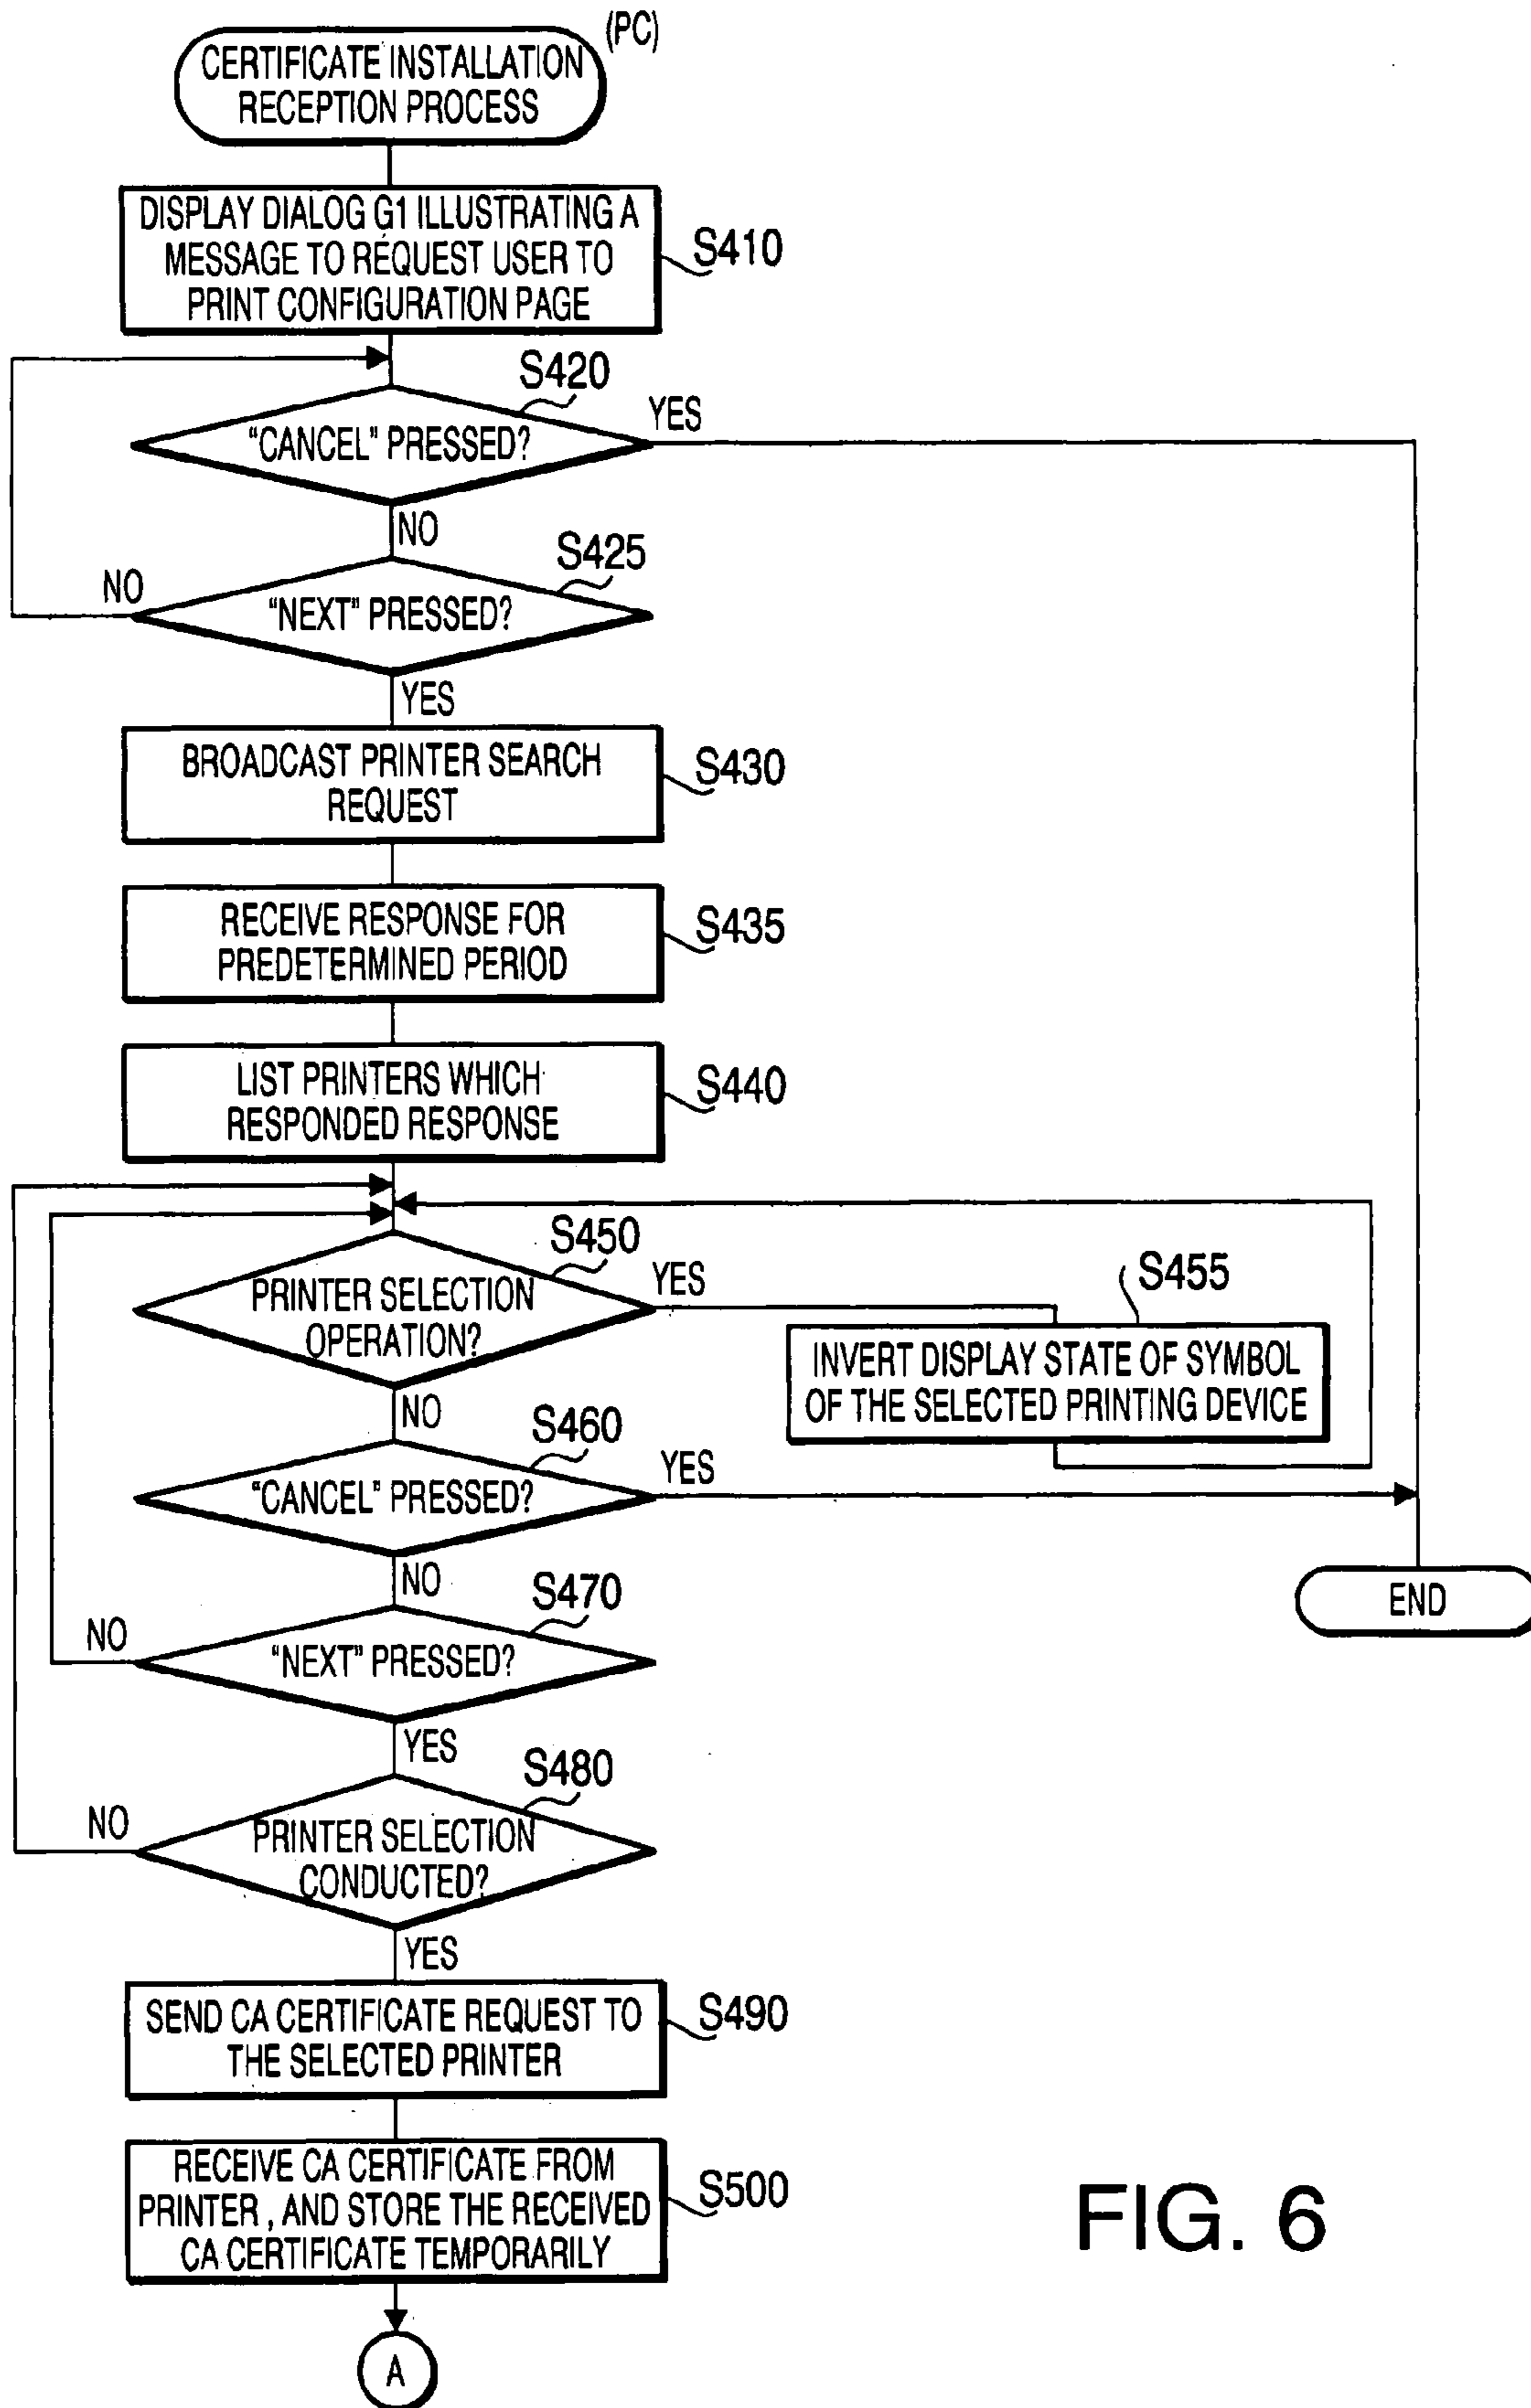 (PC)
CERTIFICATE INSTALLATION
RECEPTION PROCESS
DISPLAY DIALOG G1 ILLUSTRATING A
MESSAGE TO REQUEST USER TO
PRINT CONFIGURATION PAGE
S410
S420
"CANCEL" PRESSED?
YES
NO
S425
NO
"NEXT" PRESSED?
YES
BROADCAST PRINTER SEARCH
REQUEST
S430
RECEIVE RESPONSE FOR
PREDETERMINED PERIOD
S435
LIST PRINTERS WHICH
RESPONDED RESPONSE
S440
S450
PRINTER SELECTION
OPERATION?
YES
S455
INVERT DISPLAY STATE OF SYMBOL
OF THE SELECTED PRINTING DEVICE
NO
S460
"CANCEL" PRESSED?
YES
NO
S470
NO
"NEXT" PRESSED?
END
YES
S480
NO
PRINTER SELECTION
CONDUCTED?
YES
SEND CA CERTIFICATE REQUEST TO
THE SELECTED PRINTER
S490
RECEIVE CA CERTIFICATE FROM
PRINTER , AND STORE THE RECEIVED
CA CERTIFICATE TEMPORARILY
S500
A
FIG. 6